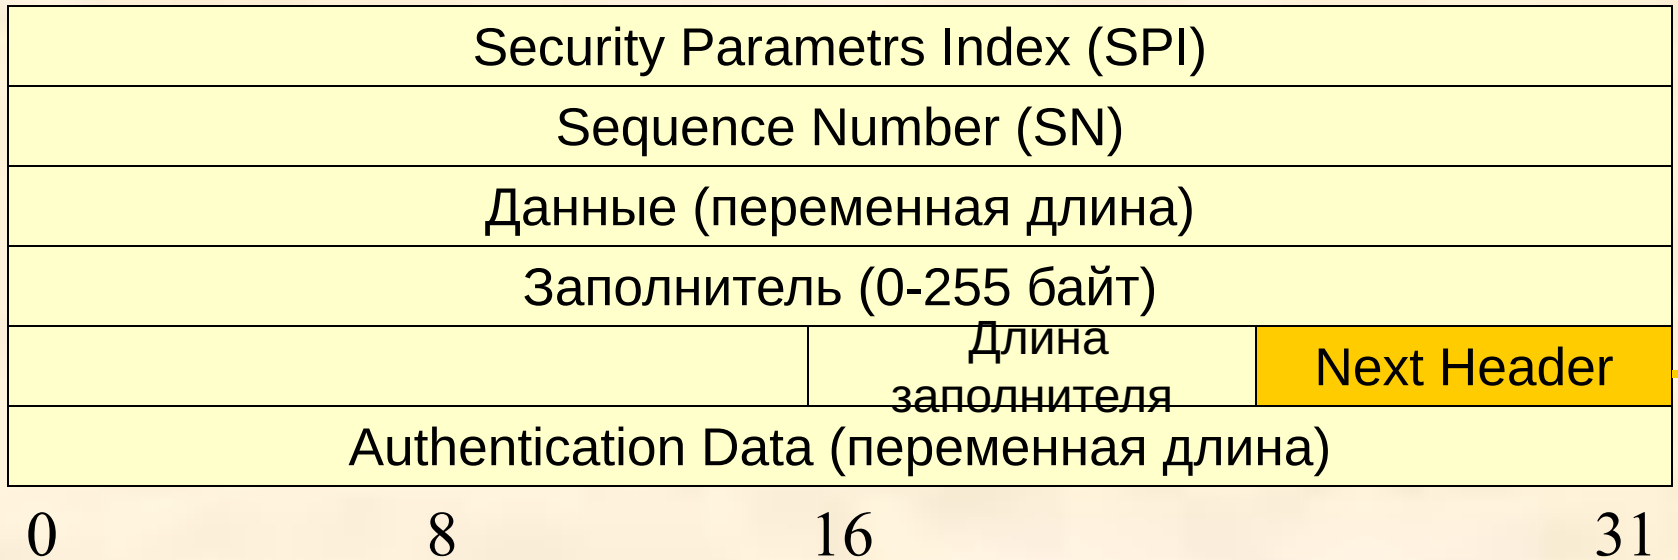 Security Parametrs Index (SPI)
Sequence Number (SN)
Данные (переменная длина)
Заполнитель (0-255 байт)
Длина
заполнителя
Next Header
Authentication Data (переменная длина)
0 8 16 31